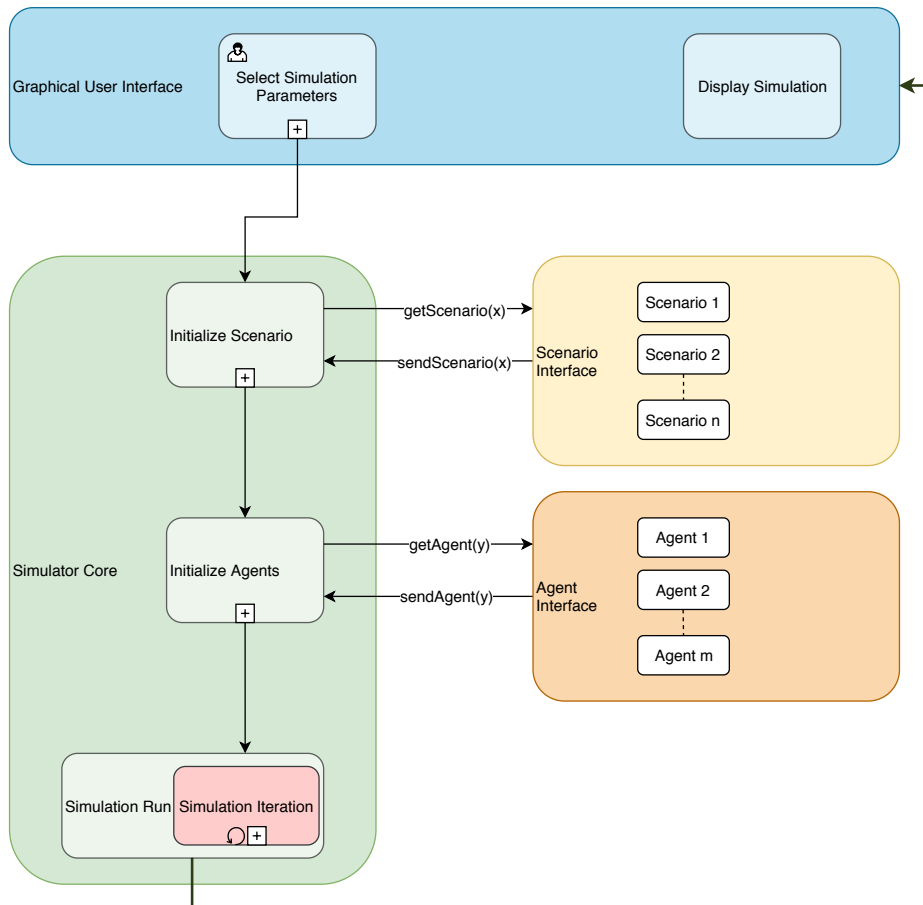 Graphical User Interface
Select Simulation
Parameters
Display Simulation
Simulator Core
Initialize Scenario
getScenario(x)
sendScenario(x)
Scenario
Interface
Scenario 1
Scenario 2
Scenario n
Initialize Agents
getAgent(y)
sendAgent(y)
Agent
Interface
Agent 1
Agent 2
Agent m
Simulation Run
Simulation Iteration